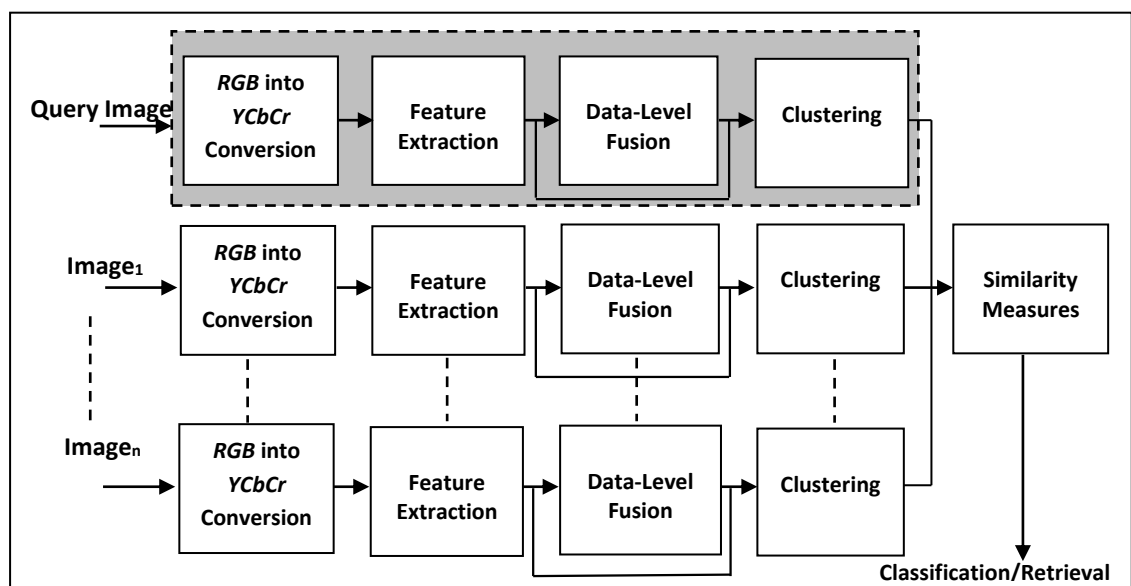 Query Image
RGB into
YCbCr
Conversion
Feature
Extraction
Data-Level
Fusion
Clustering
Image₁
RGB into
YCbCr
Conversion
Feature
Extraction
Data-Level
Fusion
Clustering
Similarity
Measures
Imageₙ
RGB into
YCbCr
Conversion
Feature
Extraction
Data-Level
Fusion
Clustering
Classification/Retrieval